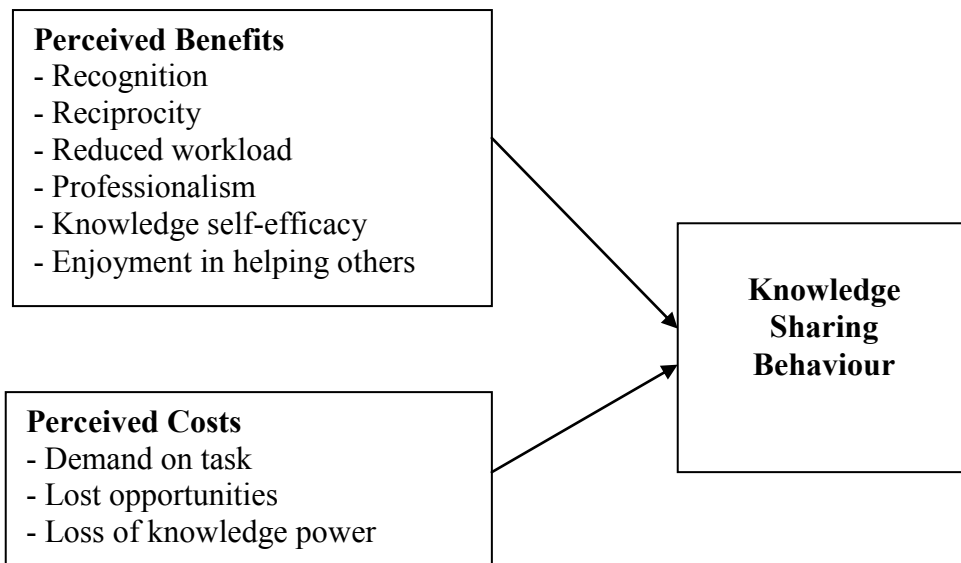 Perceived Benefits
- Recognition
- Reciprocity
- Reduced workload
- Professionalism
- Knowledge self-efficacy
- Enjoyment in helping others
Knowledge
Sharing
Behaviour
Perceived Costs
- Demand on task
- Lost opportunities
- Loss of knowledge power